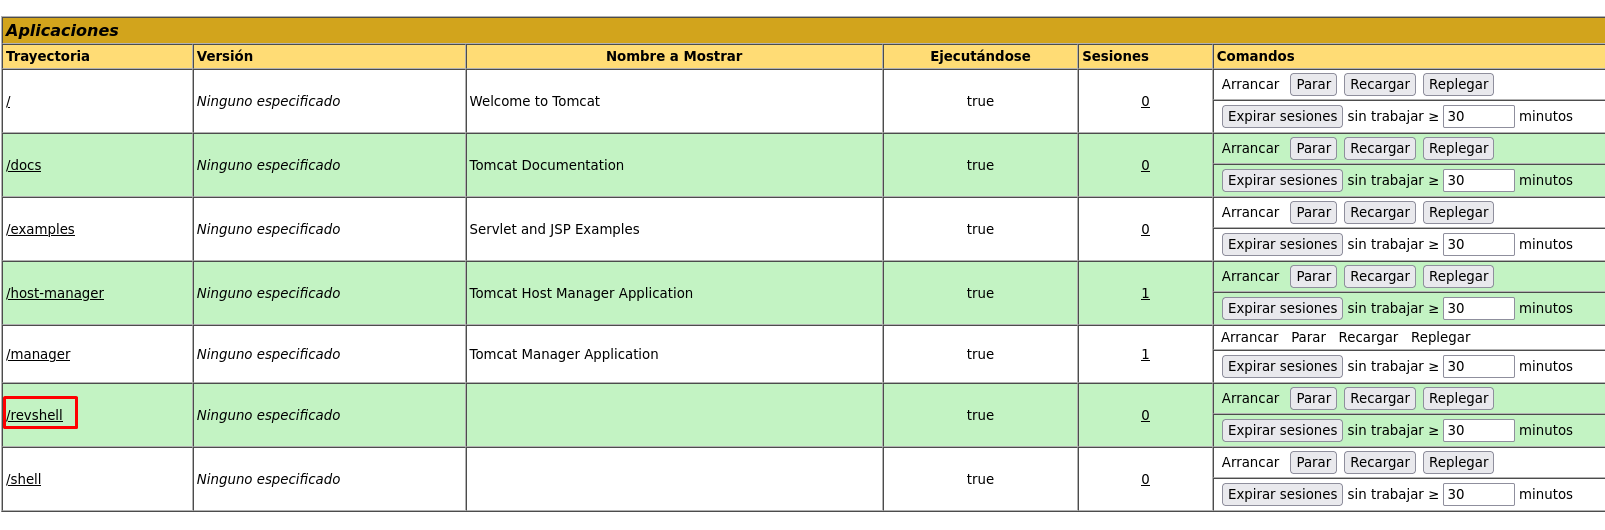 Aplicaciones
Trayectoria Versión Nombre a Mostrar Ejecutándose Sesiones Comandos
/ Ninguno especificado Welcome to Tomcat true 0 Arrancar Parar Recargar Replegar
Expirar sesiones sin trabajar ≥ 30 minutos
/docs Ninguno especificado Tomcat Documentation true 0 Arrancar Parar Recargar Replegar
Expirar sesiones sin trabajar ≥ 30 minutos
/examples Ninguno especificado Servlet and JSP Examples true 0 Arrancar Parar Recargar Replegar
Expirar sesiones sin trabajar ≥ 30 minutos
/host-manager Ninguno especificado Tomcat Host Manager Application true 1 Arrancar Parar Recargar Replegar
Expirar sesiones sin trabajar ≥ 30 minutos
/manager Ninguno especificado Tomcat Manager Application true 1 Arrancar Parar Recargar Replegar
Expirar sesiones sin trabajar ≥ 30 minutos
/revshell Ninguno especificado true 0 Arrancar Parar Recargar Replegar
Expirar sesiones sin trabajar ≥ 30 minutos
/shell Ninguno especificado true 0 Arrancar Parar Recargar Replegar
Expirar sesiones sin trabajar ≥ 30 minutos